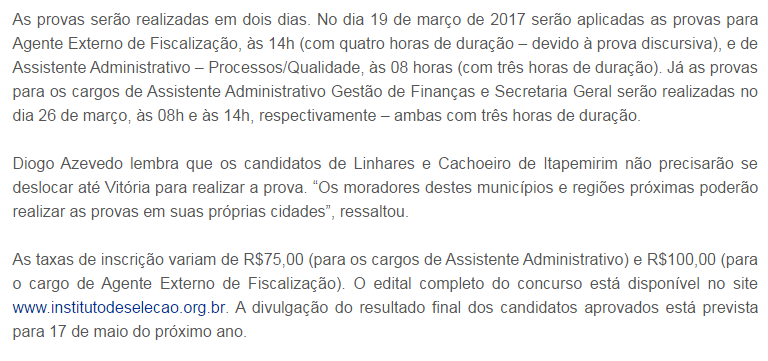 As provas serão realizadas em dois dias. No dia 19 de março de 2017 serão aplicadas as provas para
Agente Externo de Fiscalização, às 14h (com quatro horas de duração – devido à prova discursiva), e de
Assistente Administrativo – Processos/Qualidade, às 08 horas (com três horas de duração). Já as provas
para os cargos de Assistente Administrativo Gestão de Finanças e Secretaria Geral serão realizadas no
dia 26 de março, às 08h e às 14h, respectivamente – ambas com três horas de duração.
Diogo Azevedo lembra que os candidatos de Linhares e Cachoeiro de Itapemirim não precisarão se
deslocar até Vitória para realizar a prova. “Os moradores destes municípios e regiões próximas poderão
realizar as provas em suas próprias cidades”, ressaltou.
As taxas de inscrição variam de R$75,00 (para os cargos de Assistente Administrativo) e R$100,00 (para
o cargo de Agente Externo de Fiscalização). O edital completo do concurso está disponível no site
www.institutodeselecao.org.br. A divulgação do resultado final dos candidatos aprovados está prevista
para 17 de maio do próximo ano.